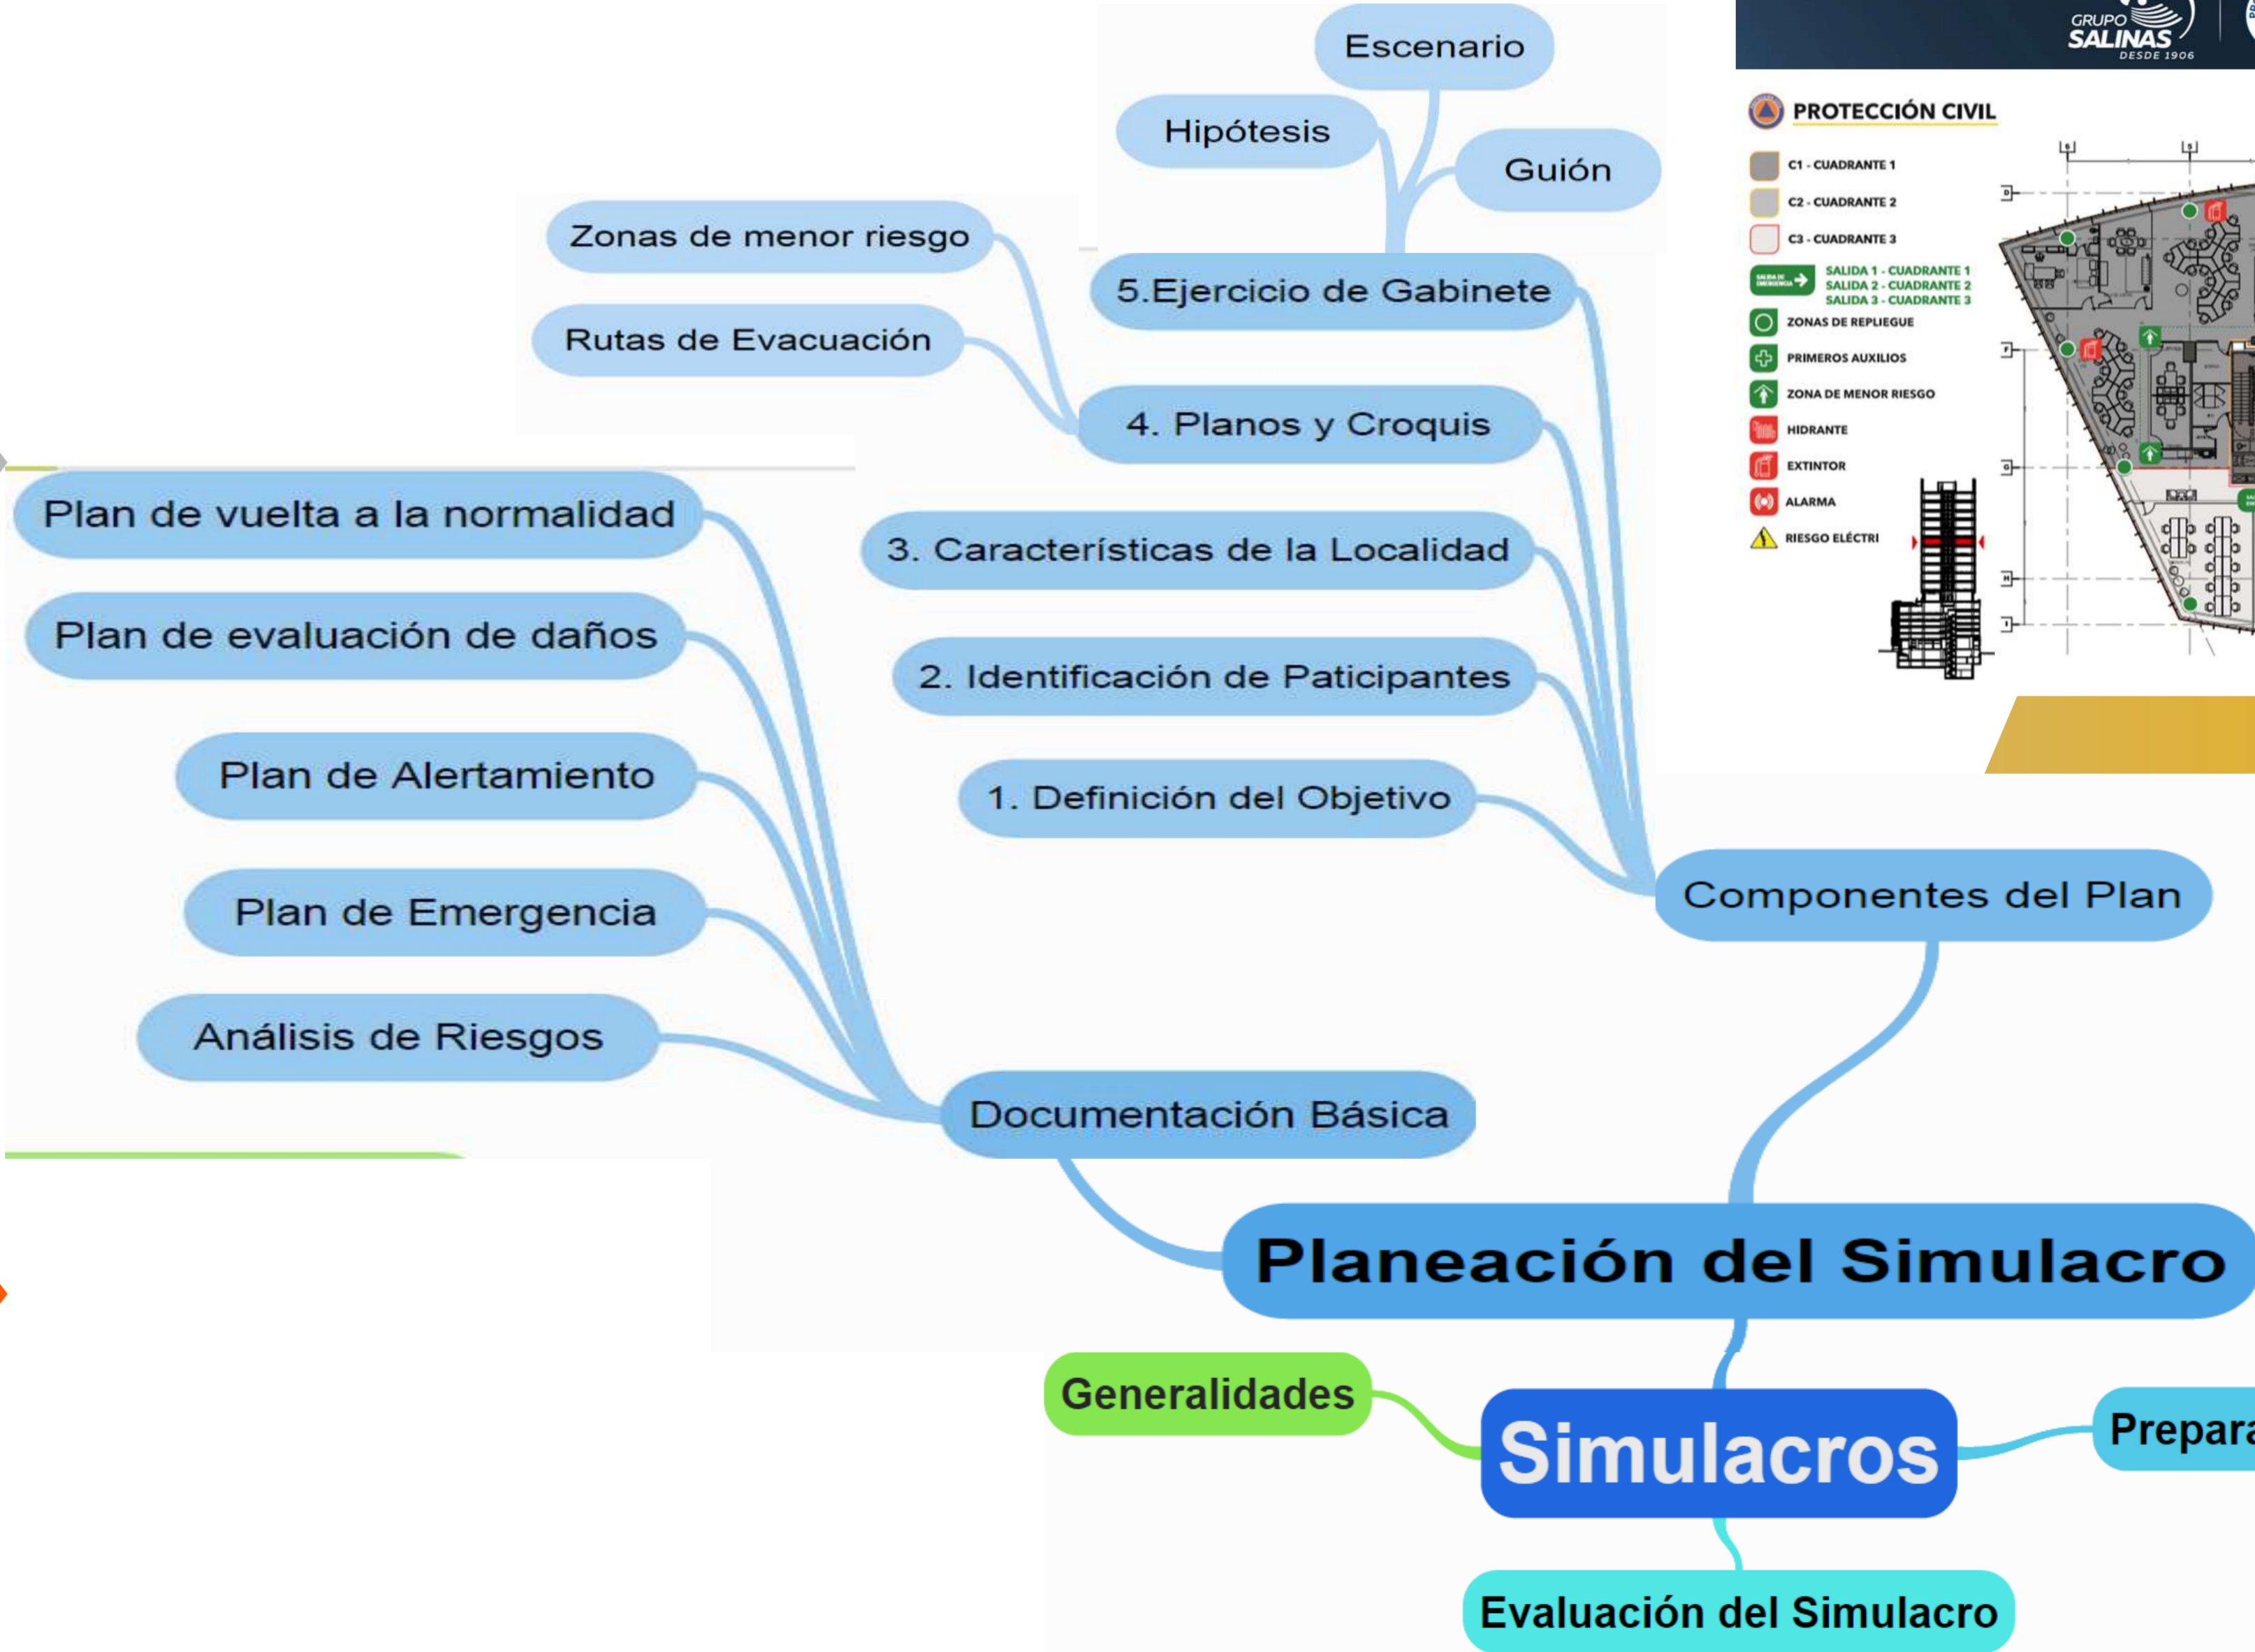 Escenario
Hipótesis
Guión
Zonas de menor riesgo
5.Ejercicio de Gabinete
Rutas de Evacuación
4. Planos y Croquis
Plan de vuelta a la normalidad
3. Características de la Localidad
Plan de evaluación de daños
2. Identificación de Paticipantes
Plan de Alertamiento
1. Definición del Objetivo
Plan de Emergencia
Componentes del Plan
Análisis de Riesgos
Documentación Básica
Planeación del Simulacro
Generalidades
Simulacros
Evaluación del Simulacro
GRUPO
SALINAS
DESDE 1906
PROTECCIÓN CIVIL
C1 - CUADRANTE 1
C2 - CUADRANTE 2
C3 - CUADRANTE 3
SALIDA DE
EMERGENCIA
SALIDA 1 - CUADRANTE 1
SALIDA 2 - CUADRANTE 2
SALIDA 3 - CUADRANTE 3
ZONAS DE REPLIEGUE
PRIMEROS AUXILIOS
ZONA DE MENOR RIESGO
HIDRANTE
EXTINTOR
ALARMA
RIESGO ELÉCTRI